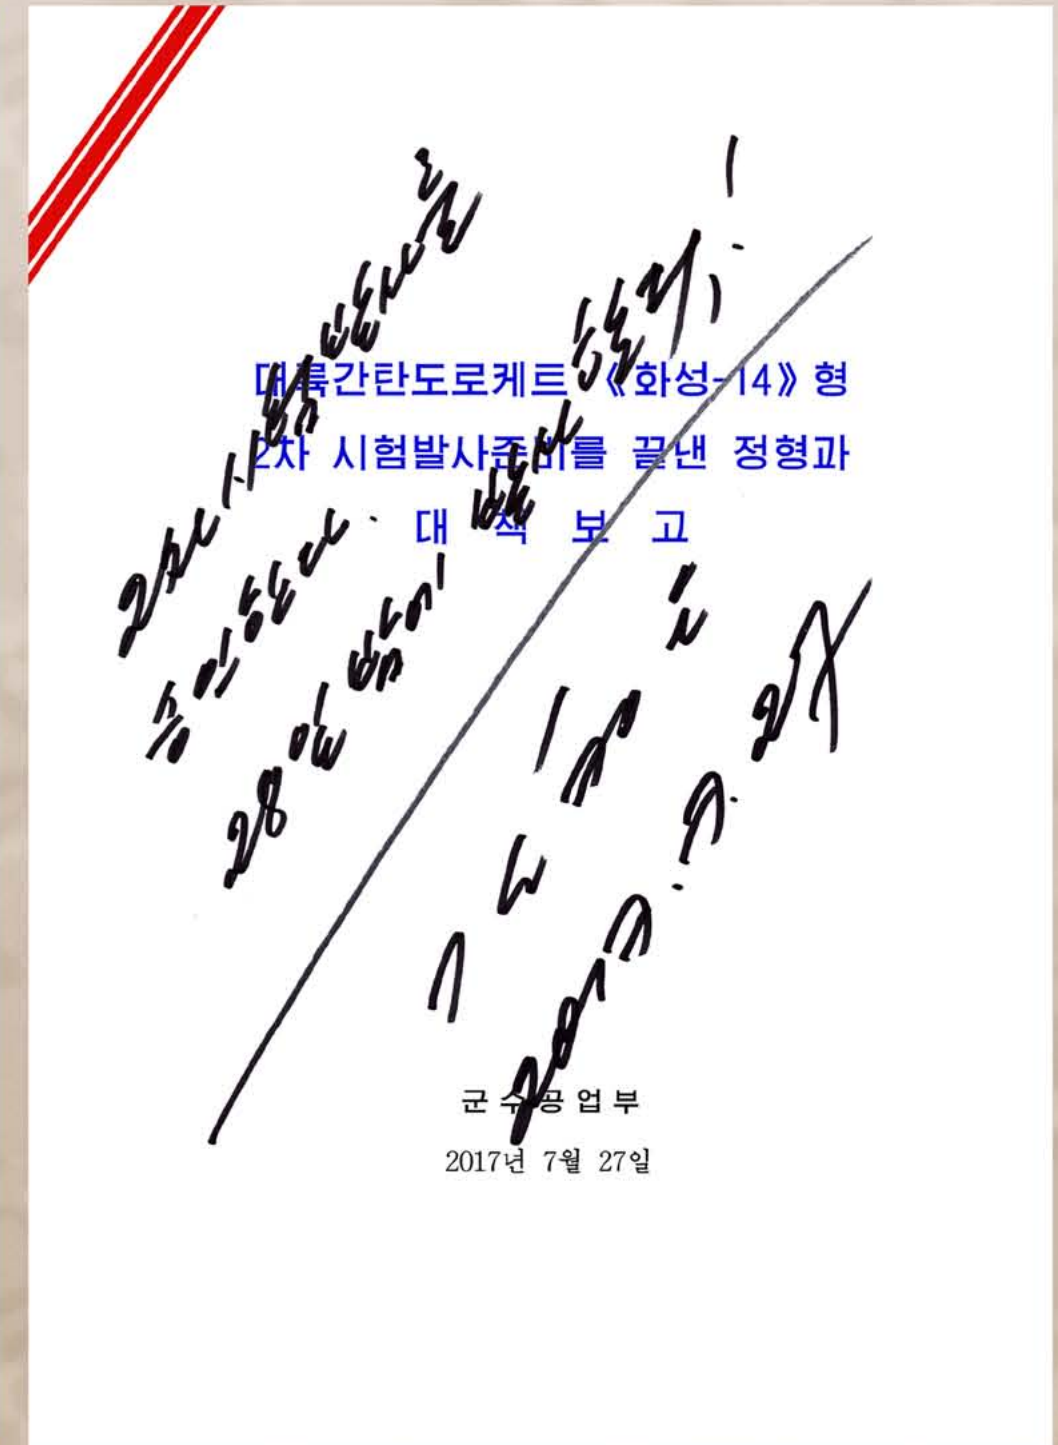 2차 시험발사를
승인한다.
28일 밤에 발사할것!
대륙간탄도로케트 《화성-14》형
2차 시험발사준비를 끝낸 정형과
대 책 보 고
김정은
2017. 7. 27
군수공업부
2017년 7월 27일